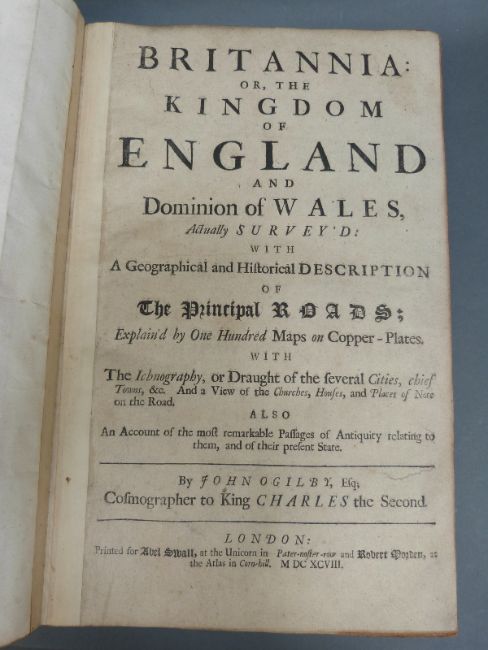 BRITANNIA:
OR, THE
KINGDOM
OF
ENGLAND
AND
Dominion of WALES,
Actually SURVEY'D:
WITH
A Geographical and Hiſtorical DESCRIPTION
OF
The Principal ROADS;
Explain'd by One Hundred Maps on Copper-Plates.
WITH
The Ichnography, or Draught of the ſeveral Cities, chief
Towns, &c. And a View of the Churches, Houſes, and Places of Note
on the Road.
ALSO
An Account of the moſt remarkable Paſſages of Antiquity relating to
them, and of their preſent State.
By JOHN OGILBY, Eſq;
Coſmographer to King CHARLES the Second.
LONDON:
Printed for Abel Swall, at the Unicorn in Pater-noſter-row and Robert Morden, at
the Atlas in Corn-hill. M DC XCVIII.